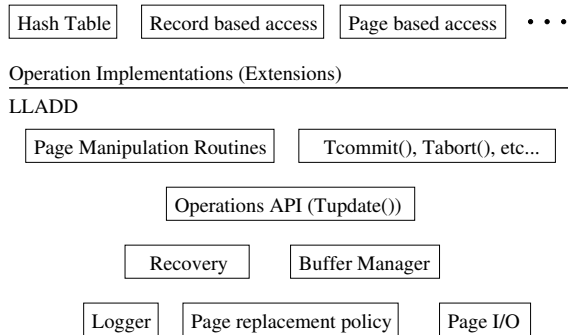 Hash Table Record based access Page based access • • •
Operation Implementations (Extensions)
LLADD
Page Manipulation Routines Tcommit(), Tabort(), etc...
Operations API (Tupdate())
Recovery Buffer Manager
Logger Page replacement policy Page I/O